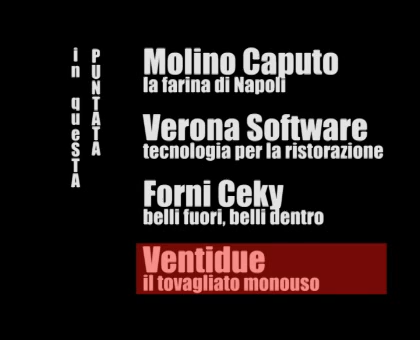 in questa
PUNTATA
Molino Caputo
la farina di Napoli
Verona Software
tecnologia per la ristorazione
Forni Ceky
belli fuori, belli dentro
Ventidue
il tovagliato monouso